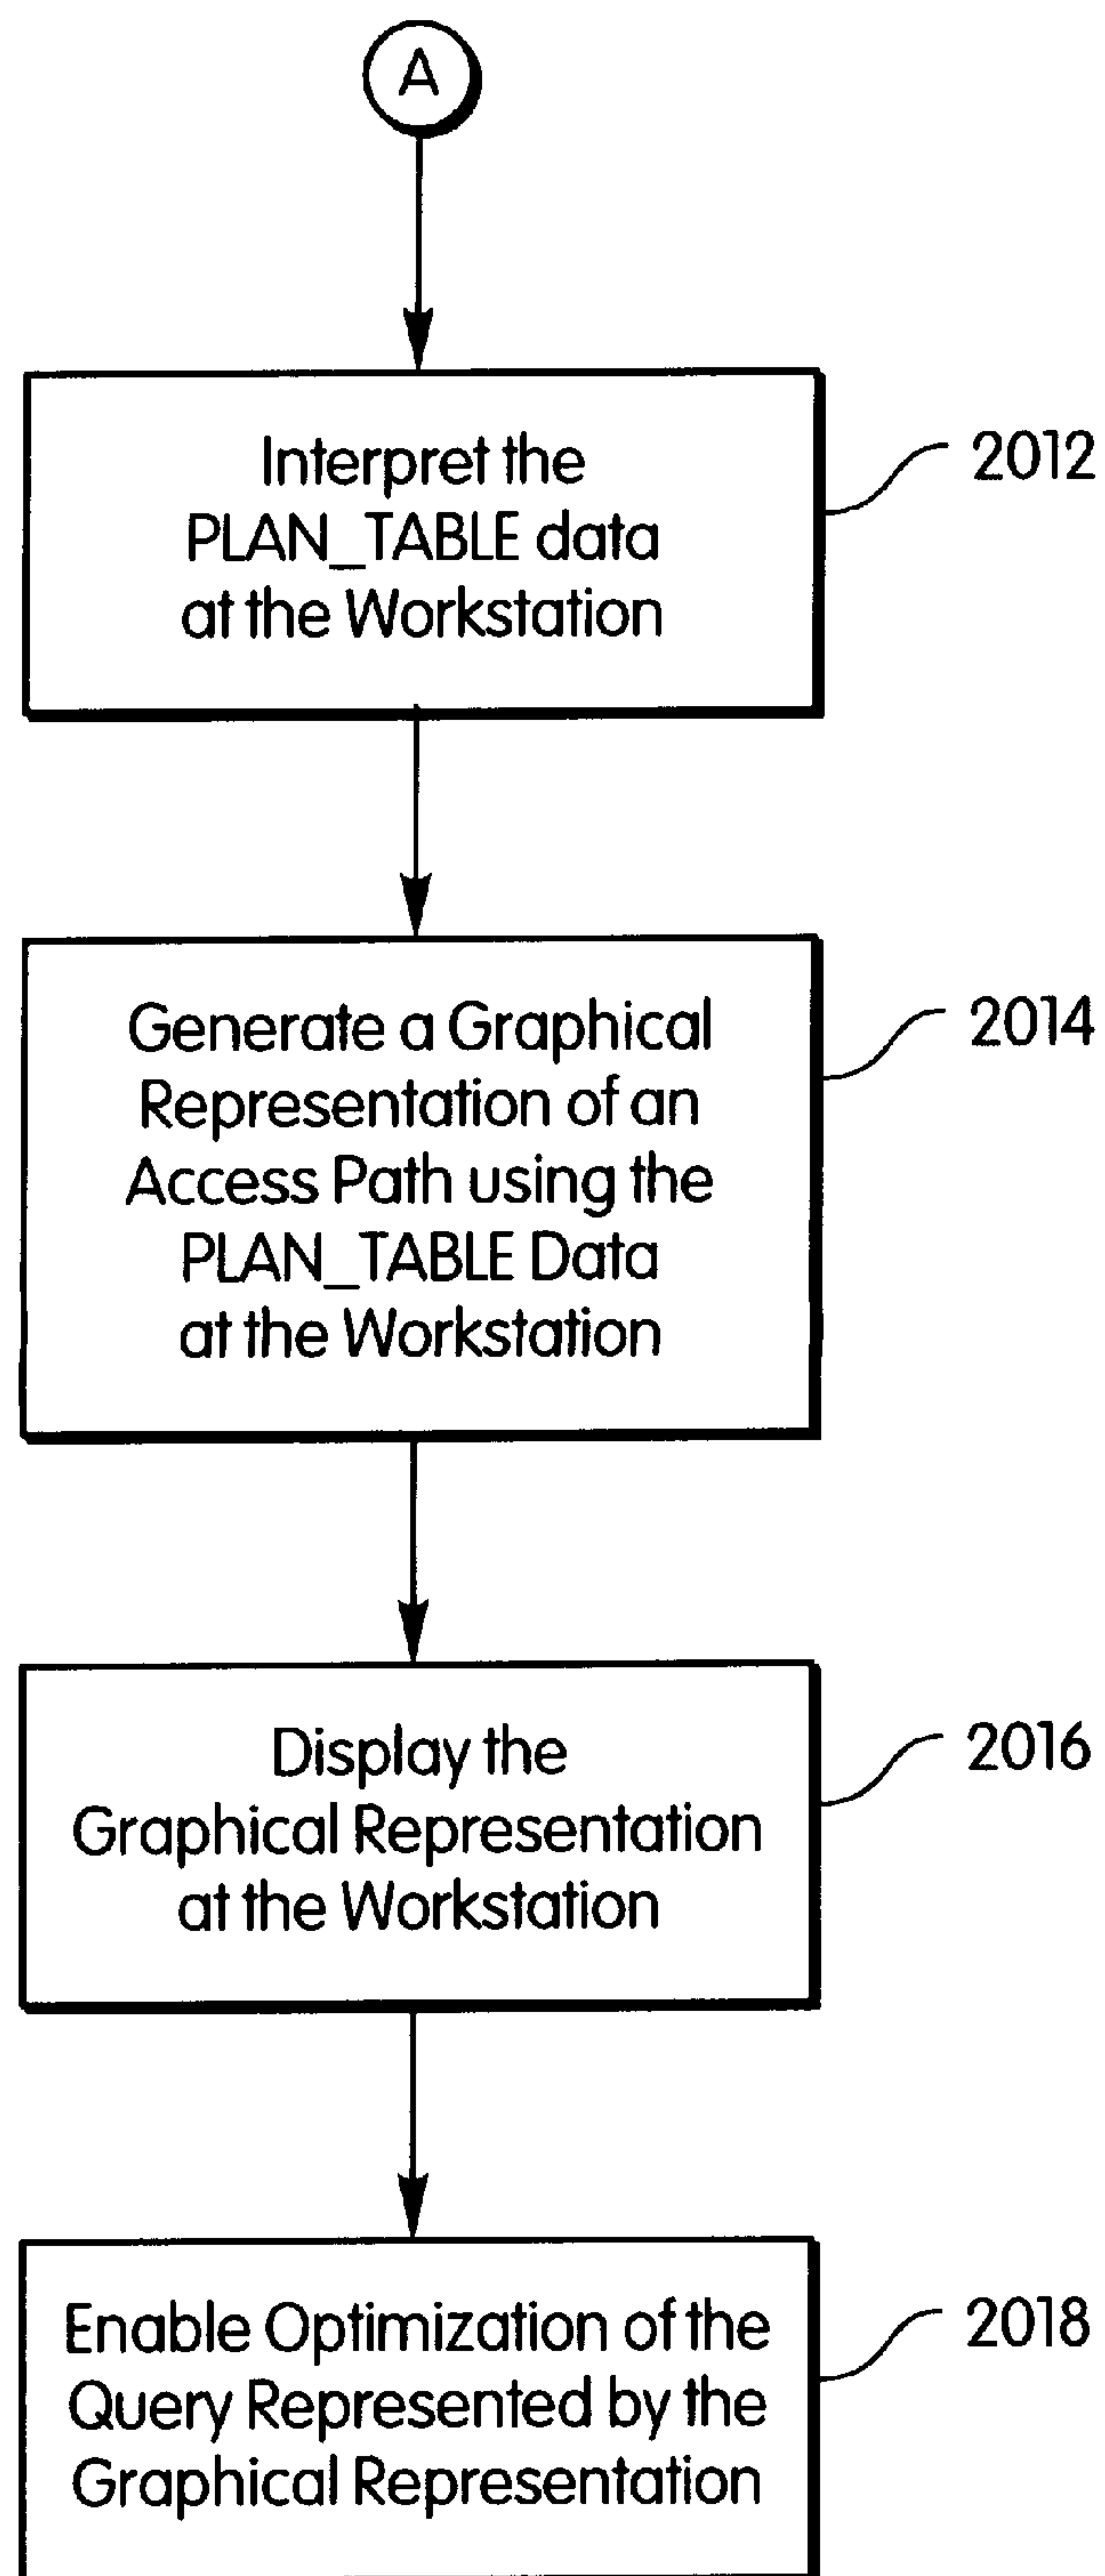 A
Interpret the
PLAN_TABLE data
at the Workstation
2012
Generate a Graphical
Representation of an
Access Path using the
PLAN_TABLE Data
at the Workstation
2014
Display the
Graphical Representation
at the Workstation
2016
Enable Optimization of the
Query Represented by the
Graphical Representation
2018